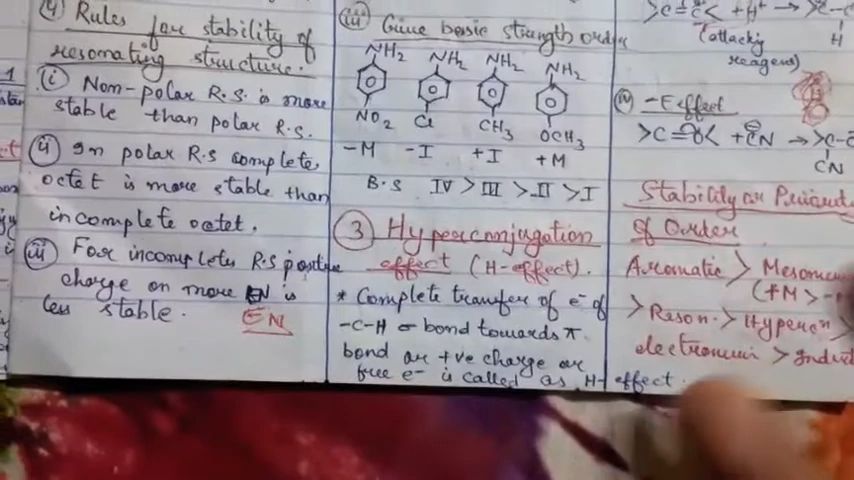 (4) Rules for stability of
resonating structure.
(i) Non-polar R.S. is more
stable than polar R.S.
(ii) In polar R.S complete
octet is more stable than
incomplete octet.
(iii) For incomplete R.S positive
charge on more EN is
less stable.
EN
(iii) Give basic strength order
NH2 NH2 NH2 NH2
NO2 Cl CH3 OCH3
-M -I +I +M
B.S IV > III > II > I
(3) Hyperconjugation
effect (H-effect).
* Complete transfer of e⁻ of
-C-H σ-bond towards π
bond or +ve charge or
free e⁻ is called as H-effect.
>C=C< + H⁺ → >C-C
H
(attacking
reagent)
(iv) -E effect
+ CN → >C-C
CN
Stability or
of Order
Aromatic >
(+M >
> Reson. > Hypercon >
electromeri >